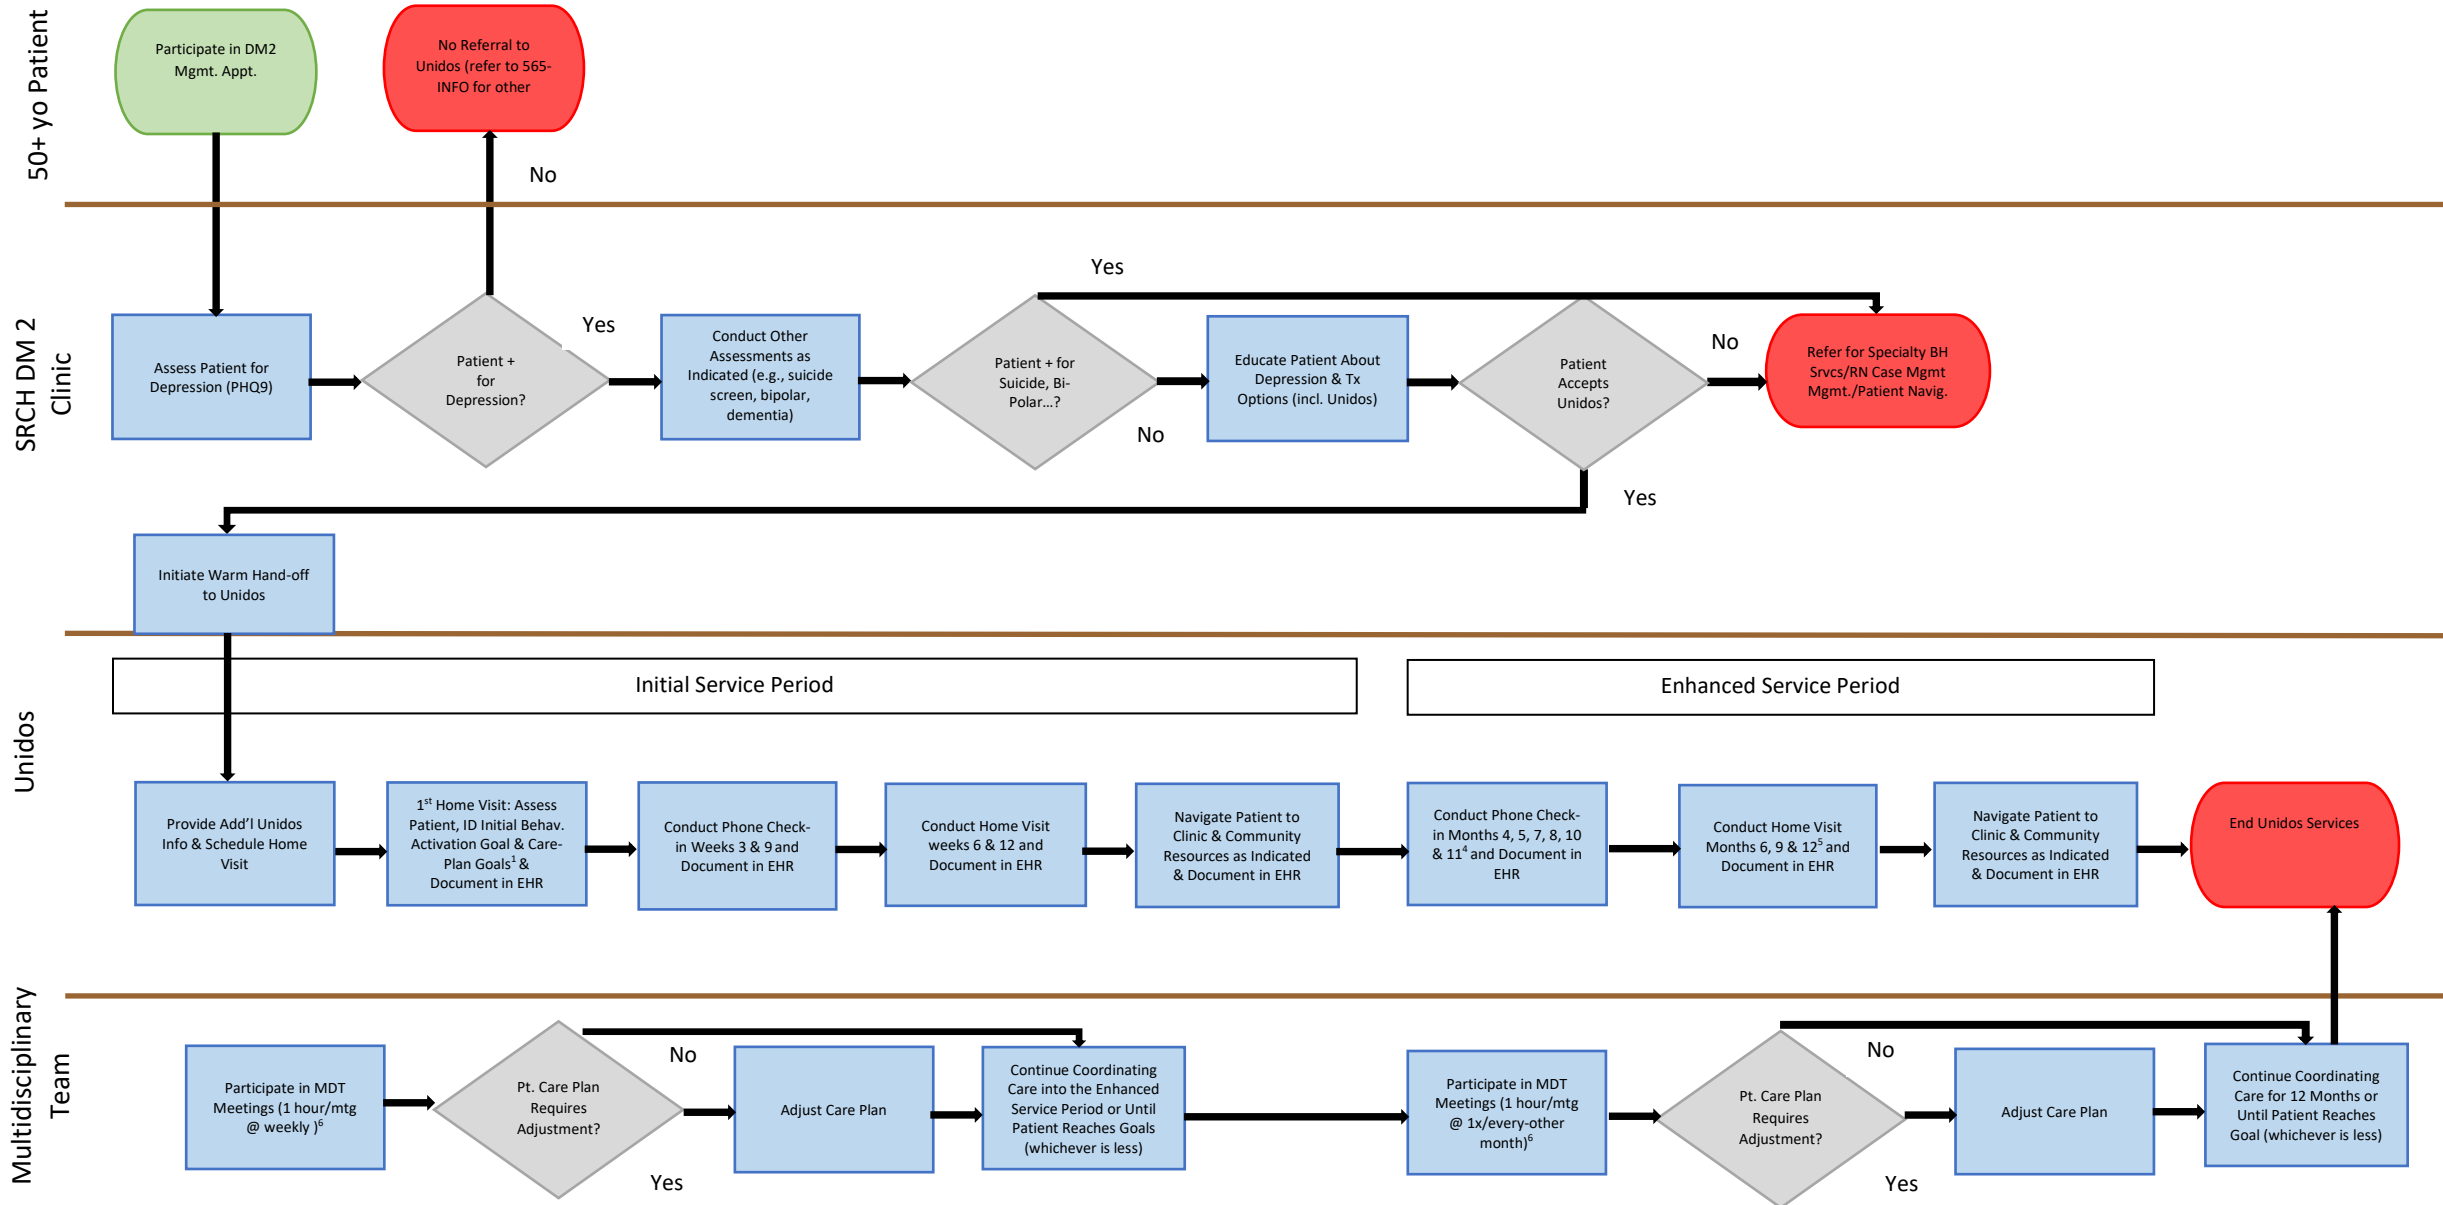 50+ yo Patient
Participate in DM2
Mgmt. Appt.
No Referral to
Unidos (refer to 565-
INFO for other
No
SRCH DM 2
Clinic
Assess Patient for
Depression (PHQ9)
Patient +
for
Depression?
Yes
Conduct Other
Assessments as
Indicated (e.g., suicide
screen, bipolar,
dementia)
Patient + for
Suicide, Bi-
Polar…?
Yes
No
Educate Patient About
Depression & Tx
Options (incl. Unidos)
Patient
Accepts
Unidos?
No
Refer for Specialty BH
Srvcs/RN Case Mgmt
Mgmt./Patient Navig.
Yes
Initiate Warm Hand-off
to Unidos
Unidos
Initial Service Period
Enhanced Service Period
Provide Add’l Unidos
Info & Schedule Home
Visit
1st Home Visit: Assess
Patient, ID Initial Behav.
Activation Goal & Care-
Plan Goals1 &
Document in EHR
Conduct Phone Check-
in Weeks 3 & 9 and
Document in EHR
Conduct Home Visit
weeks 6 & 12 and
Document in EHR
Navigate Patient to
Clinic & Community
Resources as Indicated
& Document in EHR
Conduct Phone Check-
in Months 4, 5, 7, 8, 10
& 114 and Document in
EHR
Conduct Home Visit
Months 6, 9 & 125 and
Document in EHR
Navigate Patient to
Clinic & Community
Resources as Indicated
& Document in EHR
End Unidos Services
Multidisciplinary
Team
Participate in MDT
Meetings (1 hour/mtg
@ weekly )6
Pt. Care Plan
Requires
Adjustment?
No
Yes
Adjust Care Plan
Continue Coordinating
Care into the Enhanced
Service Period or Until
Patient Reaches Goals
(whichever is less)
Participate in MDT
Meetings (1 hour/mtg
@ 1x/every-other
month)6
Pt. Care Plan
Requires
Adjustment?
No
Yes
Adjust Care Plan
Continue Coordinating
Care for 12 Months or
Until Patient Reaches
Goal (whichever is less)